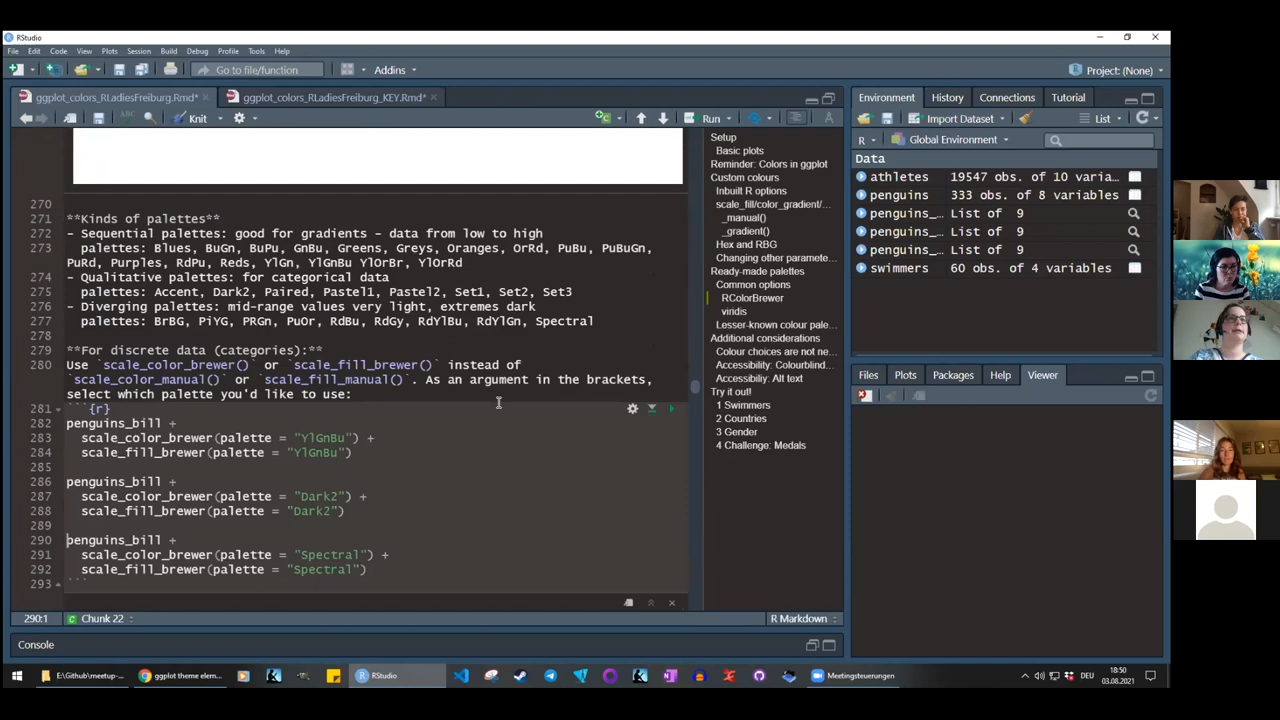 RStudio
File Edit Code View Plots Session Build Debug Profile Tools Help
Go to file/function Addins Project: (None)
ggplot_colors_RLadiesFreiburg.Rmd* ggplot_colors_RLadiesFreiburg_KEY.Rmd*
Knit Run
270
271 **Kinds of palettes**
272 - Sequential palettes: good for gradients - data from low to high
273 palettes: Blues, BuGn, BuPu, GnBu, Greens, Greys, Oranges, OrRd, PuBu, PuBuGn,
PuRd, Purples, RdPu, Reds, YlGn, YlGnBu YlOrBr, YlOrRd
274 - Qualitative palettes: for categorical data
275 palettes: Accent, Dark2, Paired, Pastel1, Pastel2, Set1, Set2, Set3
276 - Diverging palettes: mid-range values very light, extremes dark
277 palettes: BrBG, PiYG, PRGn, PuOr, RdBu, RdGy, RdYlBu, RdYlGn, Spectral
278
279 **For discrete data (categories):**
280 Use `scale_color_brewer()` or `scale_fill_brewer()` instead of
`scale_color_manual()` or `scale_fill_manual()`. As an argument in the brackets,
select which palette you'd like to use:
281 ```{r}
282 penguins_bill +
283 scale_color_brewer(palette = "YlGnBu") +
284 scale_fill_brewer(palette = "YlGnBu")
285
286 penguins_bill +
287 scale_color_brewer(palette = "Dark2") +
288 scale_fill_brewer(palette = "Dark2")
289
290 penguins_bill +
291 scale_color_brewer(palette = "Spectral") +
292 scale_fill_brewer(palette = "Spectral")
293 ```
290:1 Chunk 22 R Markdown
Console
Setup
Basic plots
Reminder: Colors in ggplot
Custom colours
Inbuilt R options
scale_fill/color_gradient/...
_manual()
_gradient()
Hex and RBG
Changing other paramete...
Ready-made palettes
Common options
RColorBrewer
viridis
Lesser-known colour pale...
Additional considerations
Colour choices are not ne...
Accessibility: Colourblind...
Accessibiliy: Alt text
Try it out!
1 Swimmers
2 Countries
3 Gender
4 Challenge: Medals
Environment History Connections Tutorial
Import Dataset List
R Global Environment
Data
athletes 19547 obs. of 10 varia...
penguins 333 obs. of 8 variables
penguins_... List of 9
penguins_... List of 9
penguins_... List of 9
swimmers 60 obs. of 4 variables
Files Plots Packages Help Viewer
E:\Github\meetup-... ggplot theme elem... RStudio Meetingsteuerungen DEU 18:50
03.08.2021